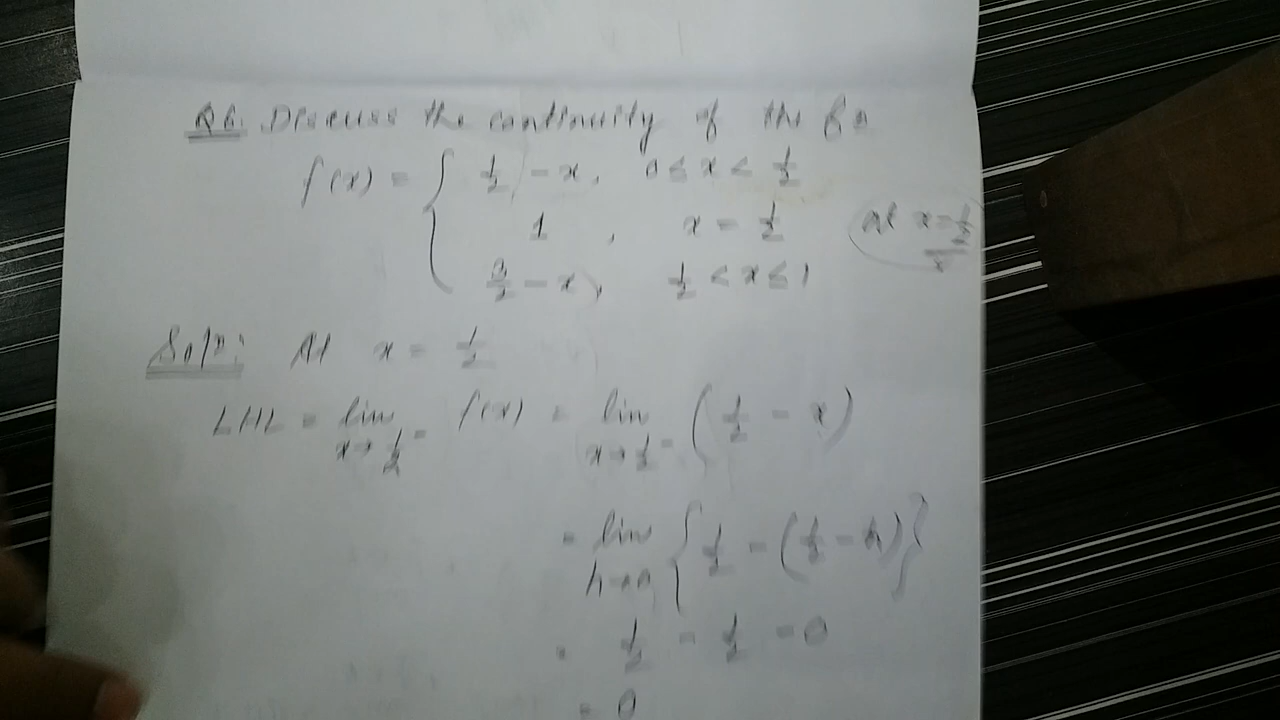 Q6. Discuss the continuity of the fn
f(x) = { 1/2 - x, 0 ≤ x < 1/2
1, x = 1/2 (At x = 1/2)
3/2 - x, 1/2 < x ≤ 1
Solⁿ: At x = 1/2
LHL = lim x→1/2⁻ f(x) = lim x→1/2⁻ (1/2 - x)
= lim h→0 {1/2 - (1/2 - h)}
= 1/2 - 1/2 - 0
= 0